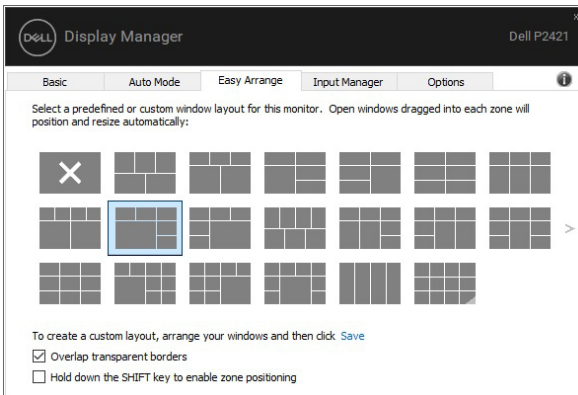 DELL Display Manager
Dell P2421
Basic Auto Mode Easy Arrange Input Manager Options
Select a predefined or custom window layout for this monitor. Open windows dragged into each zone will
position and resize automatically:
To create a custom layout, arrange your windows and then click Save
Overlap transparent borders
Hold down the SHIFT key to enable zone positioning